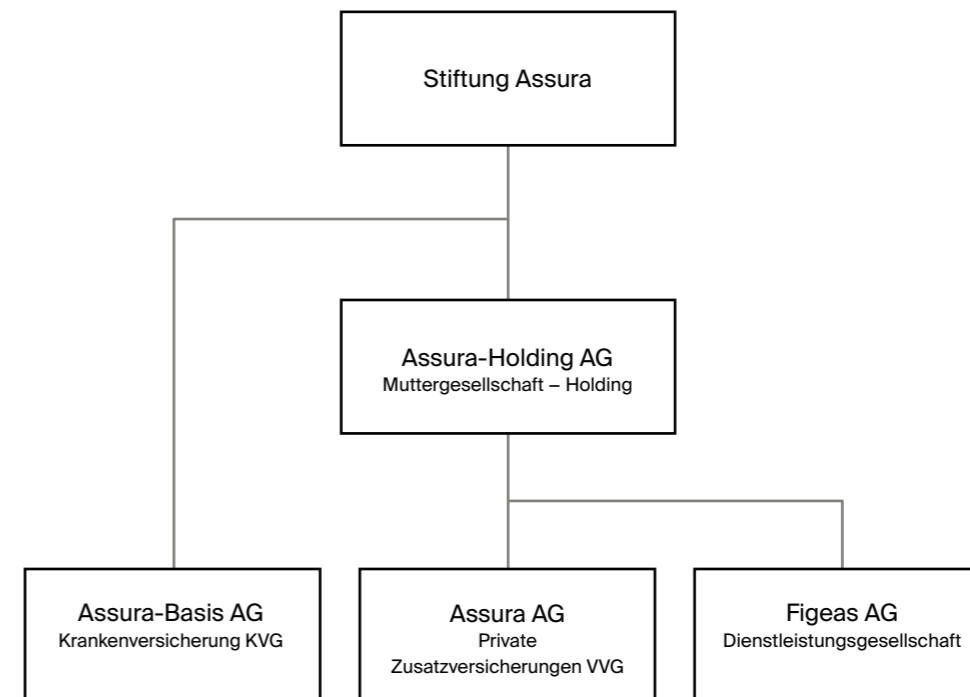 Stiftung Assura
Assura-Holding AG
Muttergesellschaft – Holding
Assura-Basis AG
Krankenversicherung KVG
Assura AG
Private
Zusatzversicherungen VVG
Figeas AG
Dienstleistungsgesellschaft